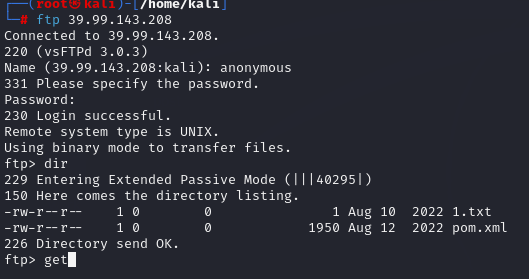 ┌──(root㉿kali)-[/home/kali]
└─# ftp 39.99.143.208
Connected to 39.99.143.208.
220 (vsFTPd 3.0.3)
Name (39.99.143.208:kali): anonymous
331 Please specify the password.
Password:
230 Login successful.
Remote system type is UNIX.
Using binary mode to transfer files.
ftp> dir
229 Entering Extended Passive Mode (|||40295|)
150 Here comes the directory listing.
-rw-r--r--    1 0        0               1 Aug 10  2022 1.txt
-rw-r--r--    1 0        0            1950 Aug 12  2022 pom.xml
226 Directory send OK.
ftp> get